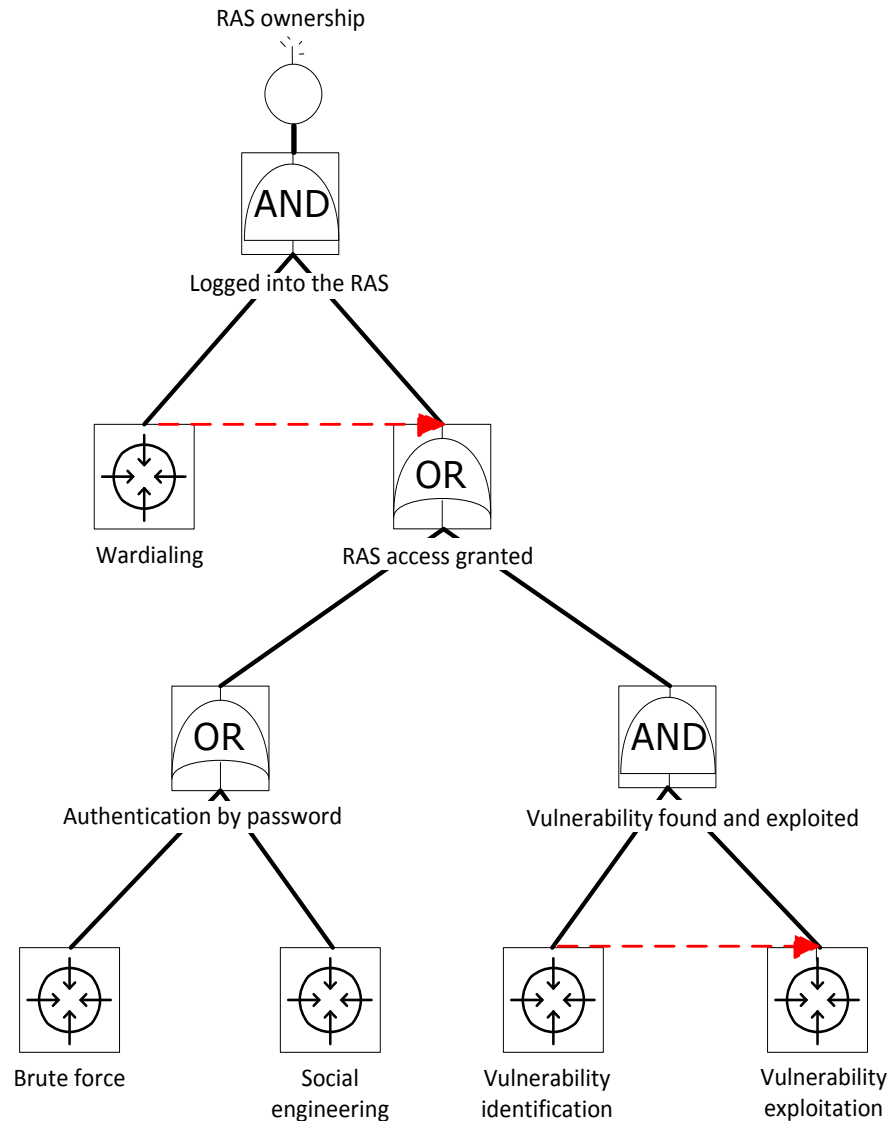 RAS ownership
AND
Logged into the RAS
OR
Wardialing
RAS access granted
OR
AND
Authentication by password
Vulnerability found and exploited
Brute force
Social
engineering
Vulnerability
identification
Vulnerability
exploitation